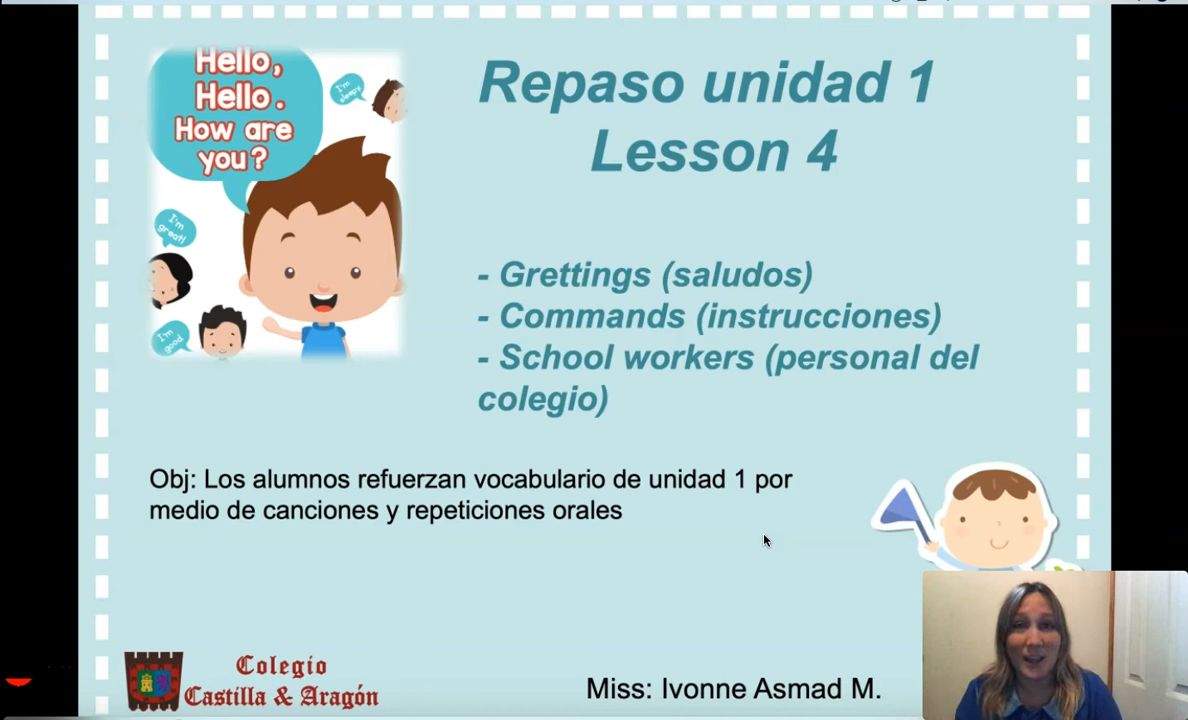 Hello,
Hello.
How are
you?
I'm
sleepy
I'm
great!
I'm
good
Repaso unidad 1
Lesson 4
- Grettings (saludos)
- Commands (instrucciones)
- School workers (personal del
colegio)
Obj: Los alumnos refuerzan vocabulario de unidad 1 por
medio de canciones y repeticiones orales
Colegio
Castilla & Aragón
Miss: Ivonne Asmad M.